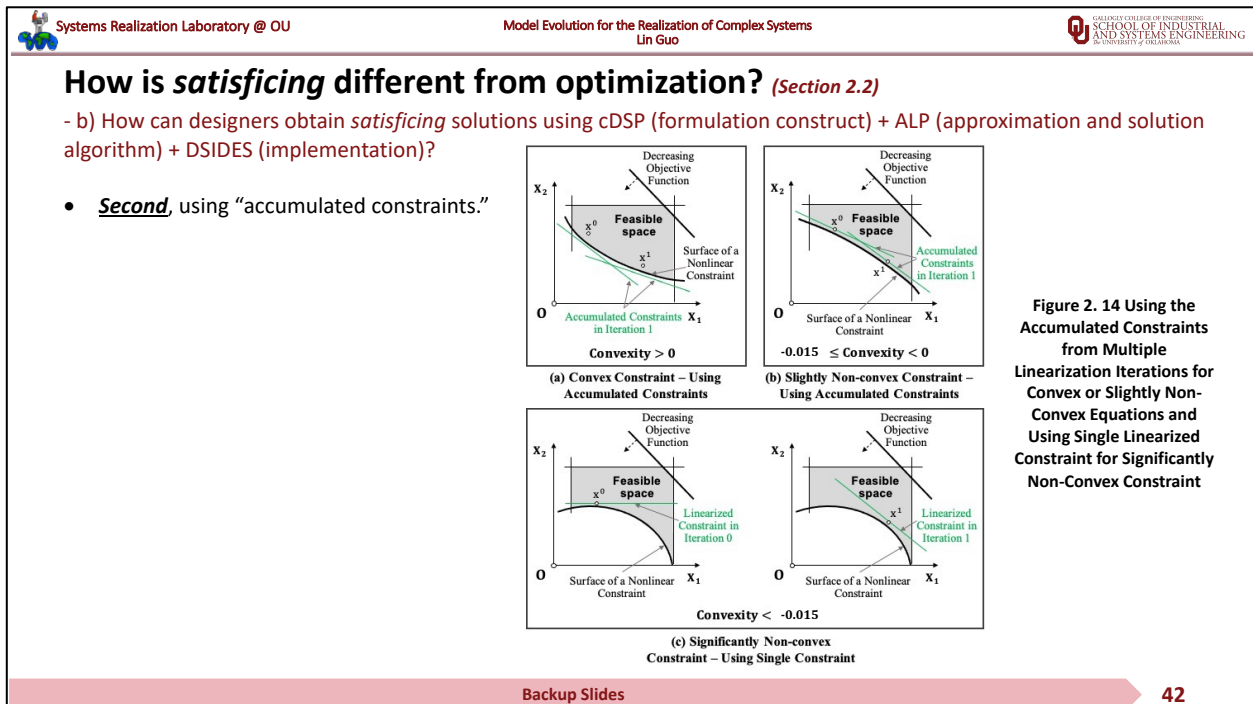 Systems Realization Laboratory @ OU
Model Evolution for the Realization of Complex Systems
Lin Guo
GALLOGLY COLLEGE OF ENGINEERING
SCHOOL OF INDUSTRIAL
AND SYSTEMS ENGINEERING
The UNIVERSITY of OKLAHOMA
How is satisficing different from optimization? (Section 2.2)
- b) How can designers obtain satisficing solutions using cDSP (formulation construct) + ALP (approximation and solution
algorithm) + DSIDES (implementation)?
• Second, using “accumulated constraints.”
Decreasing
Objective
Function
X₂
Feasible
space
x⁰
x¹
Surface of a
Nonlinear
Constraint
O
Accumulated Constraints
in Iteration 1
X₁
Convexity > 0
(a) Convex Constraint – Using
Accumulated Constraints
Decreasing
Objective
Function
X₂
Feasible
space
x⁰
x¹
Accumulated
Constraints
in Iteration 1
O
Surface of a Nonlinear
Constraint
X₁
-0.015 ≤ Convexity < 0
(b) Slightly Non-convex Constraint –
Using Accumulated Constraints
Decreasing
Objective
Function
X₂
Feasible
space
x⁰
Linearized
Constraint in
Iteration 0
O
Surface of a Nonlinear
Constraint
X₁
Decreasing
Objective
Function
X₂
Feasible
space
x¹
Linearized
Constraint in
Iteration 1
O
Surface of a Nonlinear
Constraint
X₁
Convexity < -0.015
(c) Significantly Non-convex
Constraint – Using Single Constraint
Figure 2. 14 Using the
Accumulated Constraints
from Multiple
Linearization Iterations for
Convex or Slightly Non-
Convex Equations and
Using Single Linearized
Constraint for Significantly
Non-Convex Constraint
Backup Slides
42